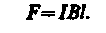 F = IBl.